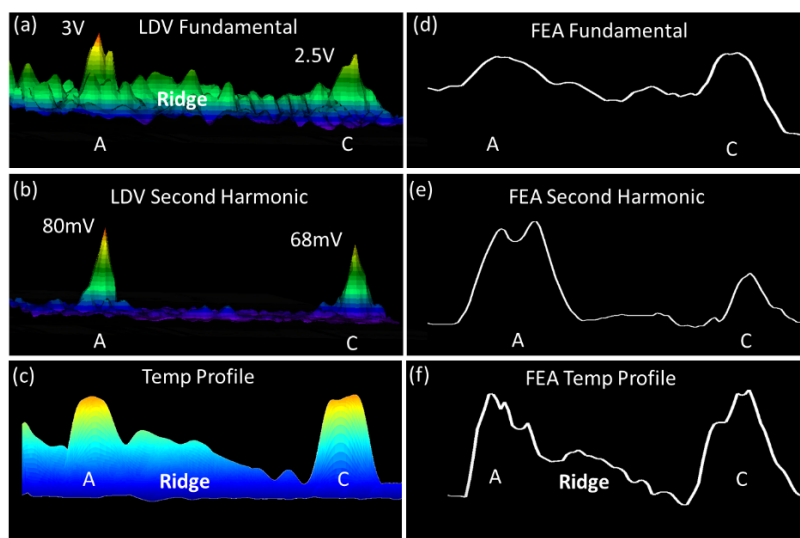 (a)
LDV Fundamental
3V
2.5V
Ridge
A
C
(b)
LDV Second Harmonic
80mV
68mV
A
C
(c)
Temp Profile
A
Ridge
C
(d)
FEA Fundamental
A
C
(e)
FEA Second Harmonic
A
C
(f)
FEA Temp Profile
A
Ridge
C